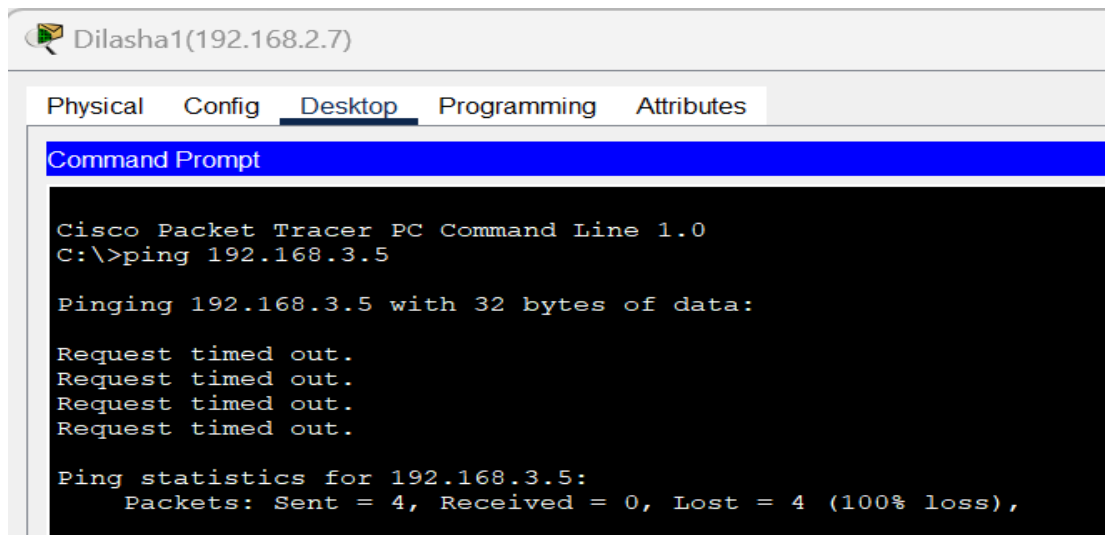 Dilasha1(192.168.2.7)
Physical Config Desktop Programming Attributes
Command Prompt
Cisco Packet Tracer PC Command Line 1.0
C:\>ping 192.168.3.5
Pinging 192.168.3.5 with 32 bytes of data:
Request timed out.
Request timed out.
Request timed out.
Request timed out.
Ping statistics for 192.168.3.5:
Packets: Sent = 4, Received = 0, Lost = 4 (100% loss),